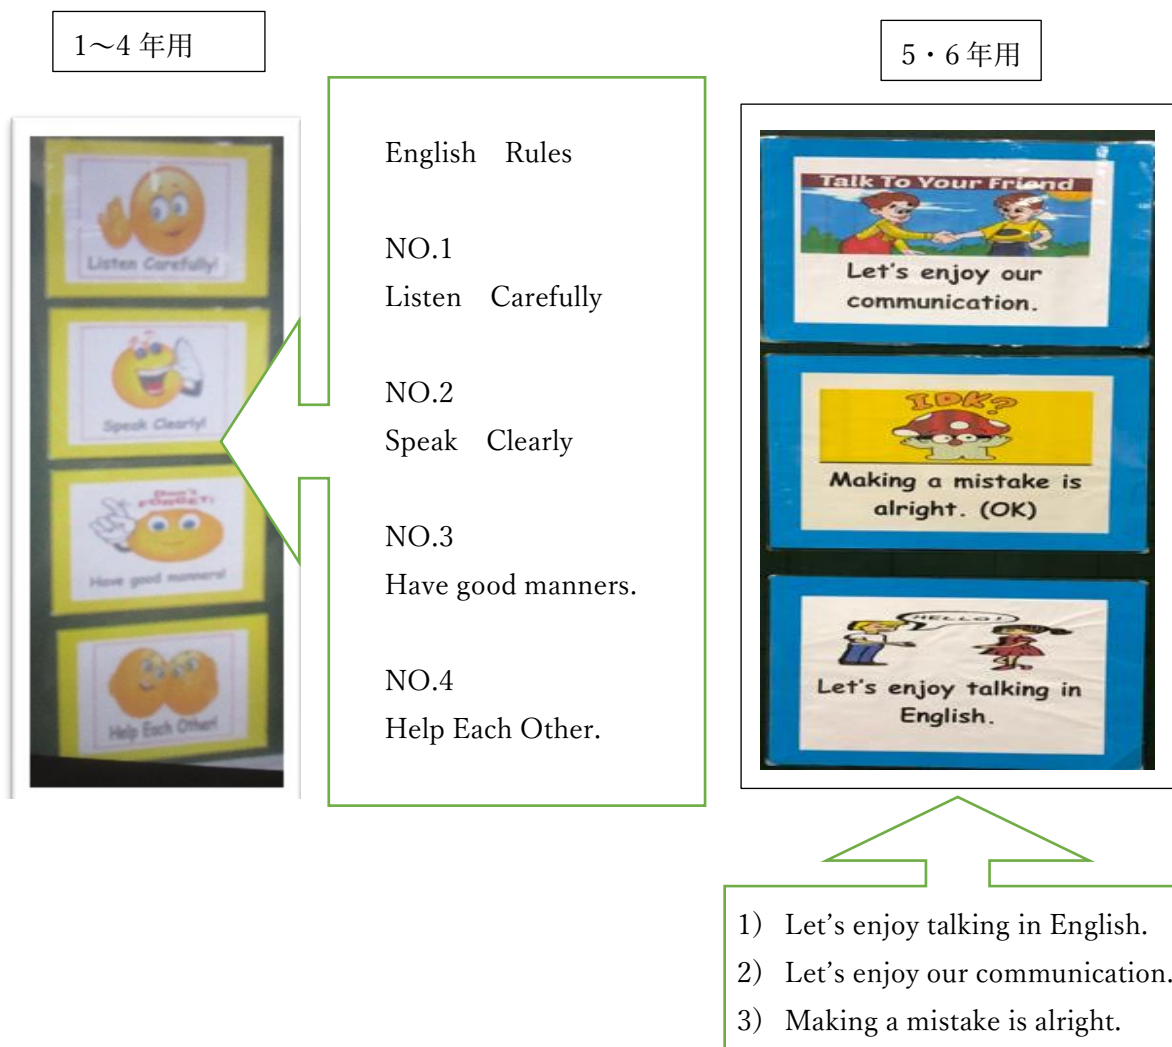 1～4 年用
Listen Carefully!
Speak Clearly!
Don't
FORGET!
Have good manners!
Help Each Other!
English Rules
NO.1
Listen Carefully
NO.2
Speak Clearly
NO.3
Have good manners.
NO.4
Help Each Other.
5・6 年用
Talk To Your Friend
Let's enjoy our
communication.
IDK?
Making a mistake is
alright. (OK)
HELLO!
Let's enjoy talking in
English.
1) Let's enjoy talking in English.
2) Let's enjoy our communication.
3) Making a mistake is alright.